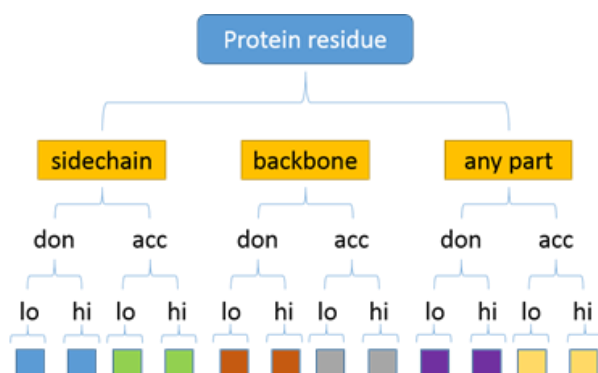 Protein residue
sidechain backbone any part
don acc don acc don acc
lo hi lo hi lo hi lo hi lo hi lo hi